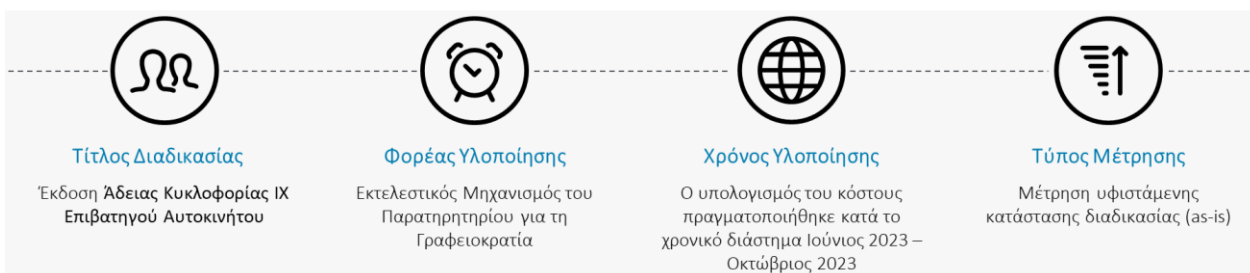 Τίτλος Διαδικασίας
Έκδοση Άδειας Κυκλοφορίας ΙΧ
Επιβατηγού Αυτοκινήτου
Φορέας Υλοποίησης
Εκτελεστικός Μηχανισμός του
Παρατηρητηρίου για τη
Γραφειοκρατία
Χρόνος Υλοποίησης
Ο υπολογισμός του κόστους
πραγματοποιήθηκε κατά το
χρονικό διάστημα Ιούνιος 2023 –
Οκτώβριος 2023
Τύπος Μέτρησης
Μέτρηση υφιστάμενης
κατάστασης διαδικασίας (as-is)